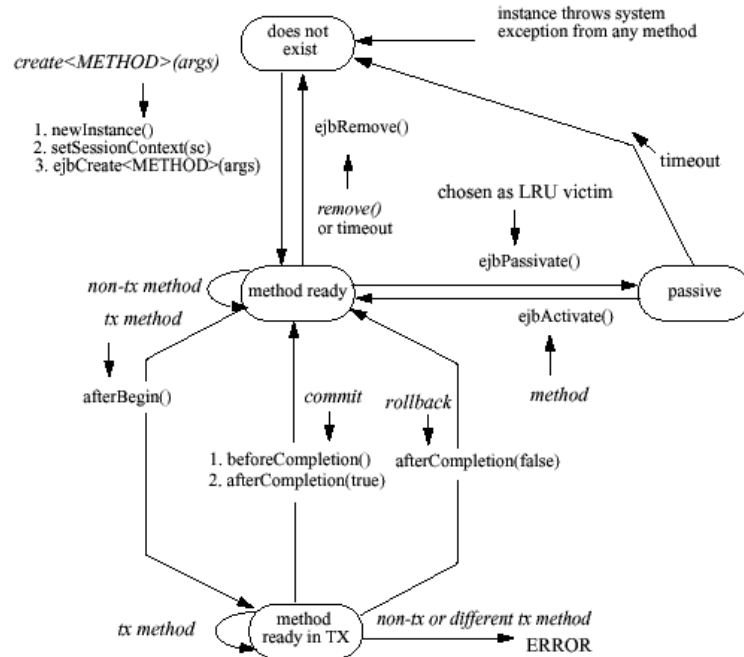 does not
exist
instance throws system
exception from any method
create<METHOD>(args)
1. newInstance()
2. setSessionContext(sc)
3. ejbCreate<METHOD>(args)
ejbRemove()
remove()
or timeout
timeout
chosen as LRU victim
ejbPassivate()
non-tx method
method ready
passive
ejbActivate()
tx method
afterBegin()
method
commit
rollback
1. beforeCompletion()
2. afterCompletion(true)
afterCompletion(false)
tx method
method
ready in TX
non-tx or different tx method
ERROR